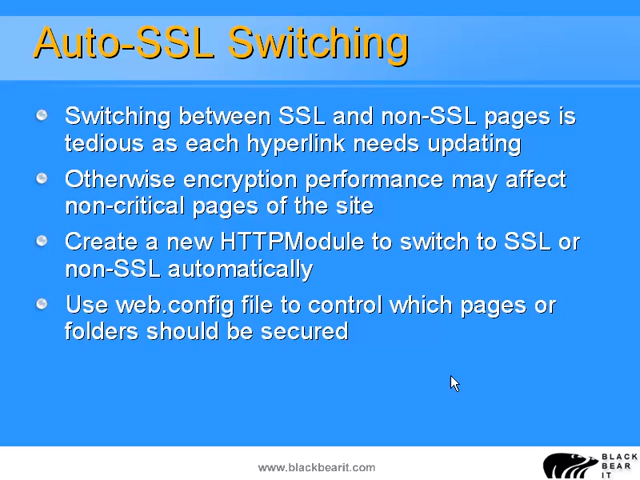 Auto-SSL Switching
Switching between SSL and non-SSL pages is
tedious as each hyperlink needs updating
Otherwise encryption performance may affect
non-critical pages of the site
Create a new HTTPModule to switch to SSL or
non-SSL automatically
Use web.config file to control which pages or
folders should be secured
www.blackbearit.com
BLACK
BEAR
IT